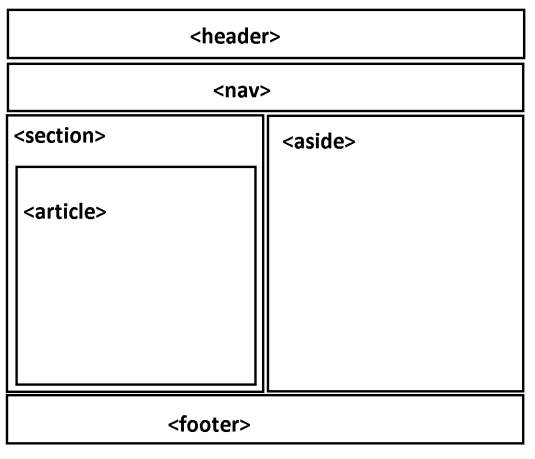 <header>
<nav>
<section>
<aside>
<article>
<footer>